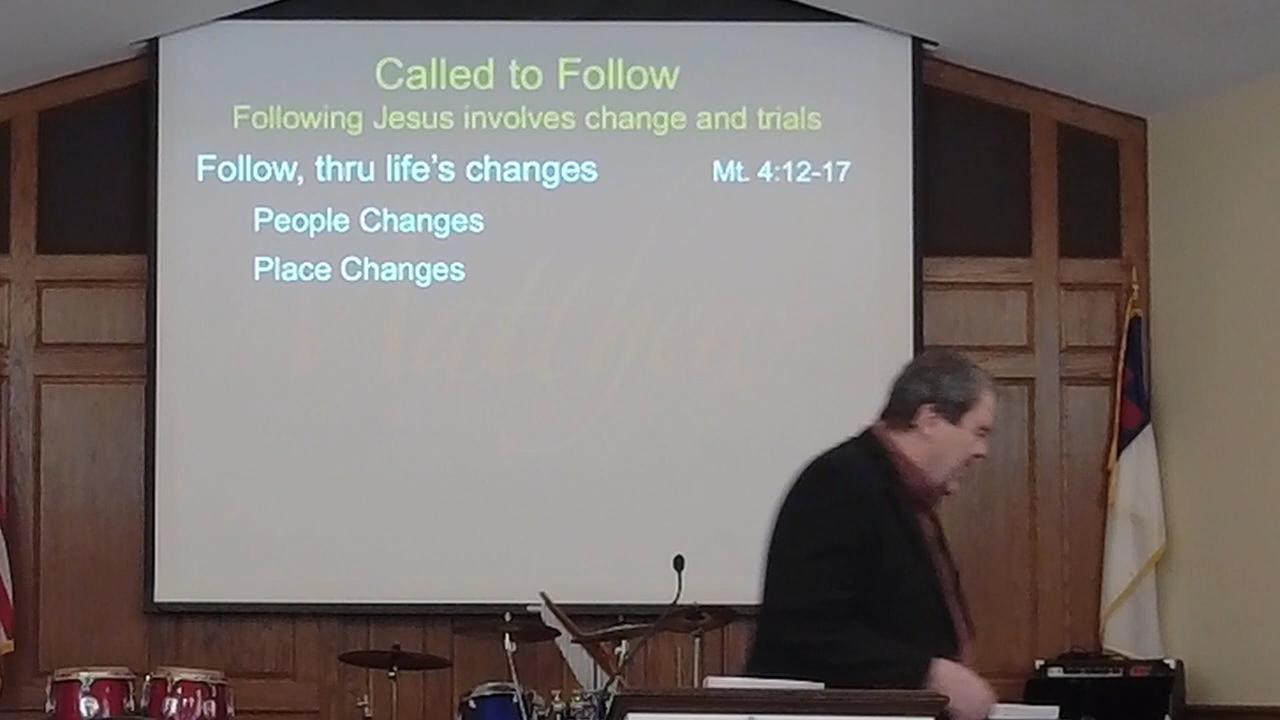 Called to Follow
Following Jesus involves change and trials
Follow, thru life's changes Mt. 4:12-17
People Changes
Place Changes
Matthew